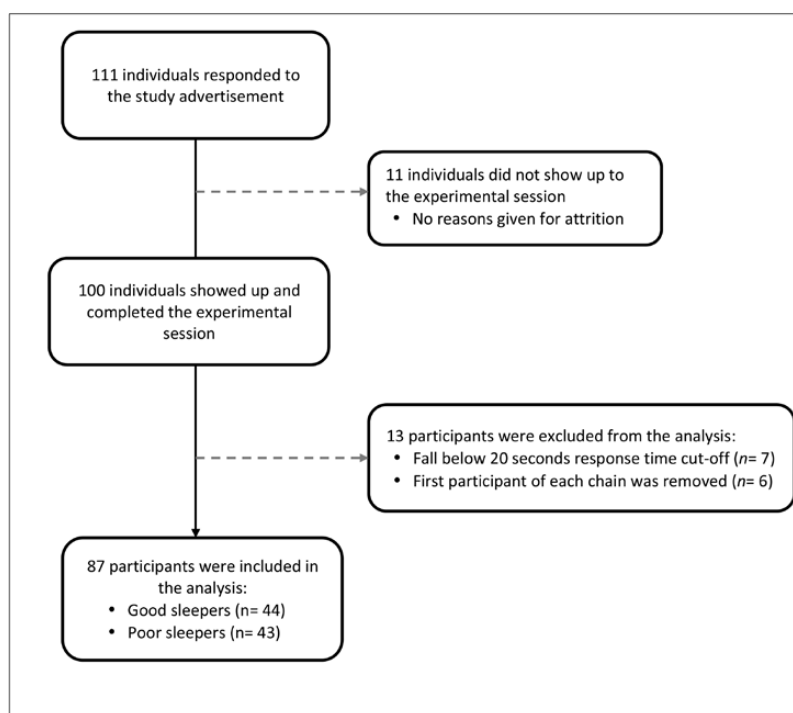 111 individuals responded to
the study advertisement
11 individuals did not show up to
the experimental session
• No reasons given for attrition
100 individuals showed up and
completed the experimental
session
13 participants were excluded from the analysis:
• Fall below 20 seconds response time cut-off (n= 7)
• First participant of each chain was removed (n= 6)
87 participants were included in
the analysis:
• Good sleepers (n= 44)
• Poor sleepers (n= 43)